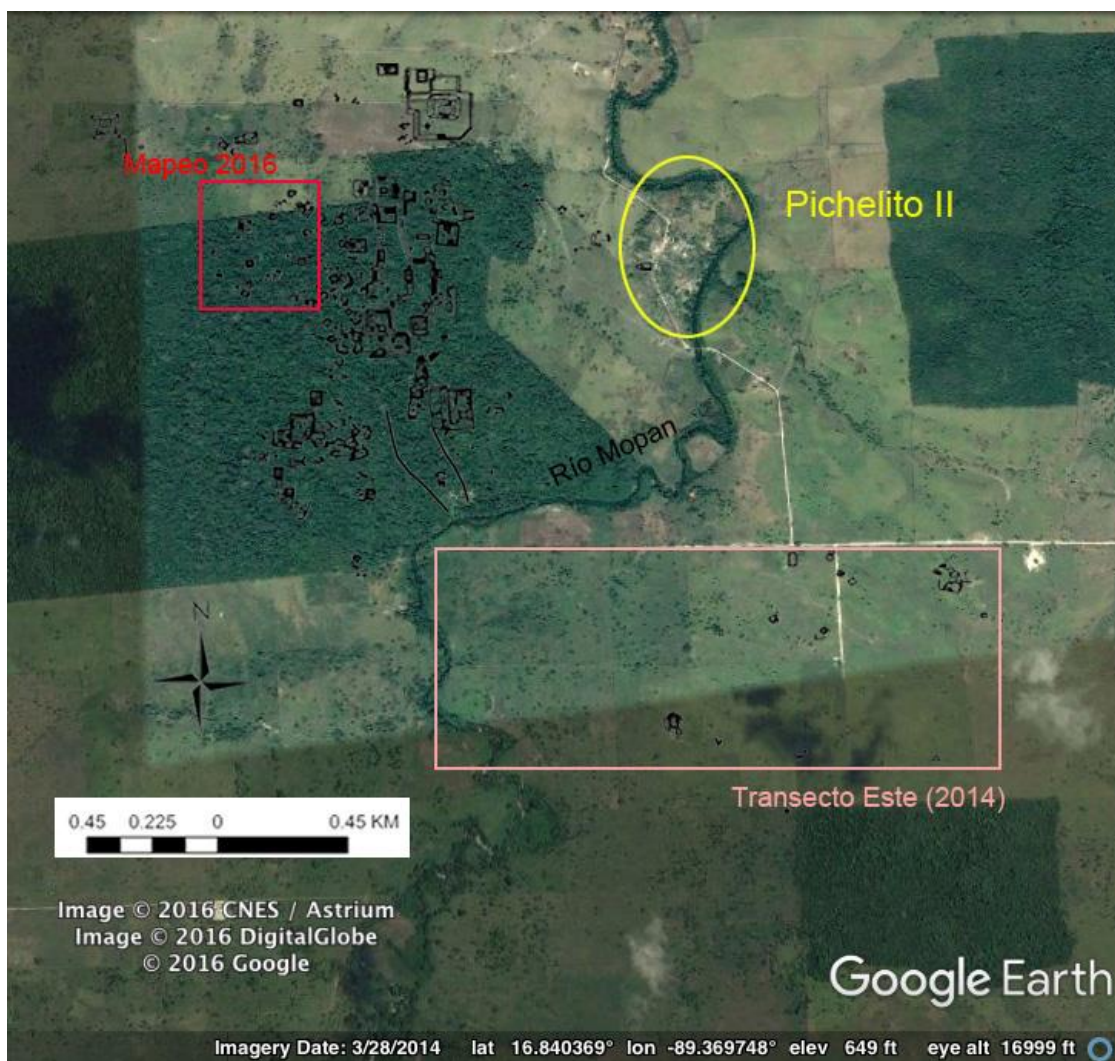 Mapeo 2016
Pichelito II
Río Mopan
N
Transecto Este (2014)
0.45 0.225 0 0.45 KM
Image © 2016 CNES / Astrium
Image © 2016 DigitalGlobe
© 2016 Google
Google Earth
Imagery Date: 3/28/2014 lat 16.840369° lon -89.369748° elev 649 ft eye alt 16999 ft